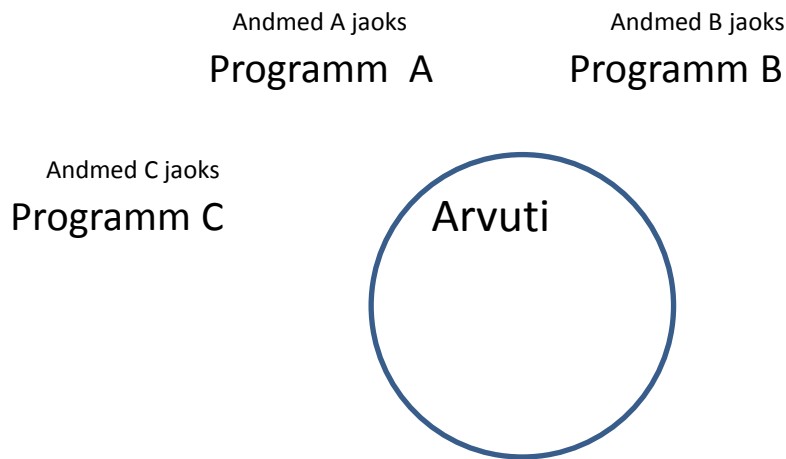 Andmed A jaoks
Programm A
Andmed B jaoks
Programm B
Andmed C jaoks
Programm C
Arvuti